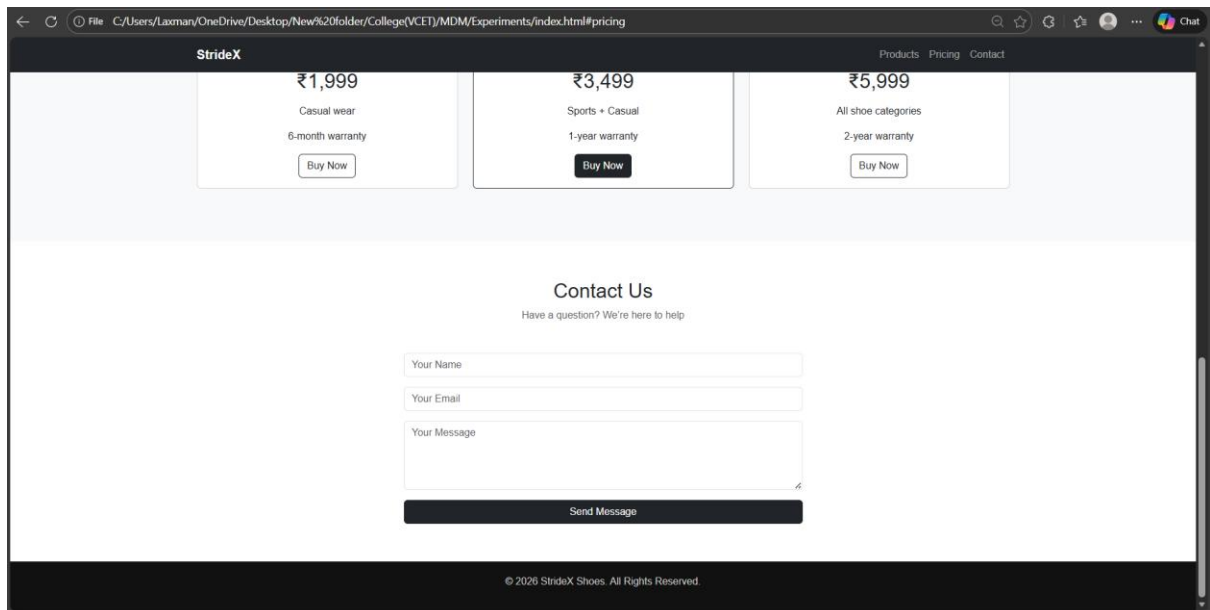 File C:/Users/Laxman/OneDrive/Desktop/New%20folder/College(VCET)/MDM/Experiments/index.html#pricing
Chat
StrideX
Products Pricing Contact
₹1,999 ₹3,499 ₹5,999
Casual wear Sports + Casual All shoe categories
6-month warranty 1-year warranty 2-year warranty
Buy Now Buy Now Buy Now
Contact Us
Have a question? We're here to help
Your Name
Your Email
Your Message
Send Message
© 2026 StrideX Shoes. All Rights Reserved.